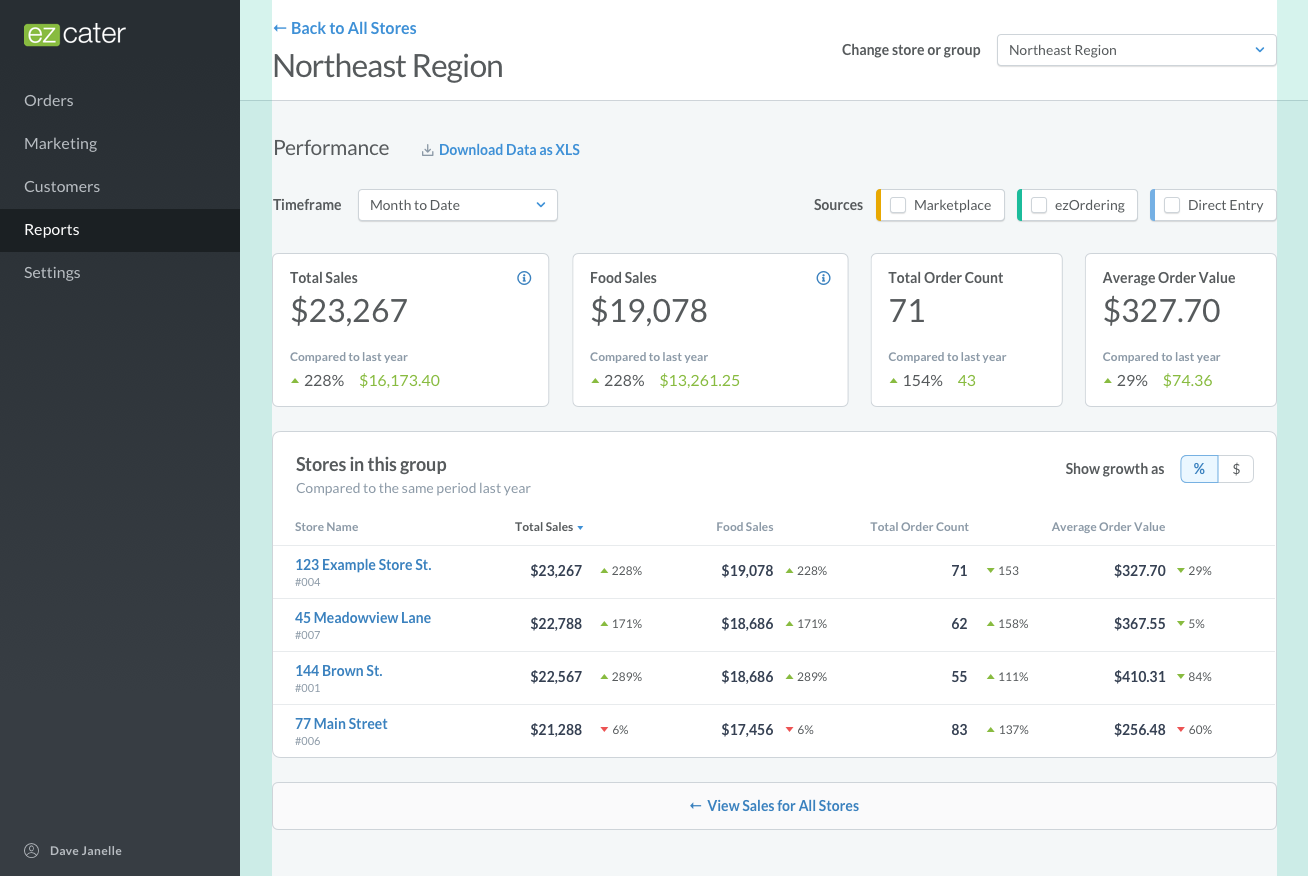 ezcater
Orders
Marketing
Customers
Reports
Settings
Dave Janelle
← Back to All Stores
Northeast Region
Change store or group Northeast Region
Performance Download Data as XLS
Timeframe Month to Date Sources Marketplace ezOrdering Direct Entry
Total Sales
$23,267
Compared to last year
228% $16,173.40
Food Sales
$19,078
Compared to last year
228% $13,261.25
Total Order Count
71
Compared to last year
154% 43
Average Order Value
$327.70
Compared to last year
29% $74.36
Stores in this group
Compared to the same period last year
Show growth as % $
Store Name Total Sales Food Sales Total Order Count Average Order Value
123 Example Store St. $23,267 228% $19,078 228% 71 153 $327.70 29%
#004
45 Meadowview Lane $22,788 171% $18,686 171% 62 158% $367.55 5%
#007
144 Brown St. $22,567 289% $18,686 289% 55 111% $410.31 84%
#001
77 Main Street $21,288 6% $17,456 6% 83 137% $256.48 60%
#006
← View Sales for All Stores